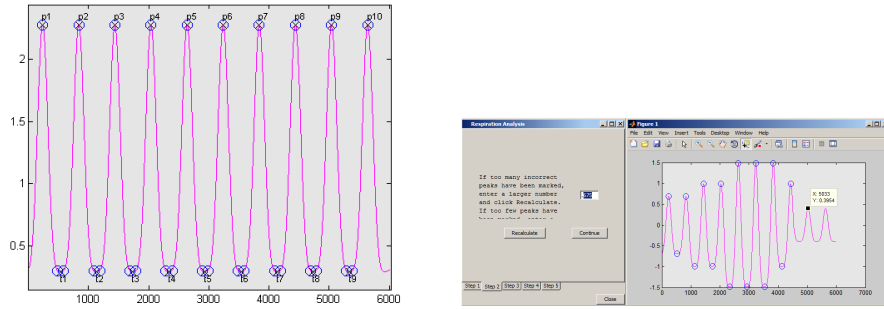 p1 p2 p3 p4 p5 p6 p7 p8 p9 p10
2
1.5
1
0.5
t1 t2 t3 t4 t5 t6 t7 t8 t9
1000 2000 3000 4000 5000 6000
Respiration Analysis
If too many incorrect
peaks have been marked,
enter a larger number
and click Recalculate.
If too few peaks have
Recalculate Continue
Step 1 Step 2 Step 3 Step 4 Step 5
Close
Figure 1
File Edit View Insert Tools Desktop Window Help
1.5
1
X: 5033
Y: 0.3954
0.5
0
-0.5
-1
-1.5
0 1000 2000 3000 4000 5000 6000 7000